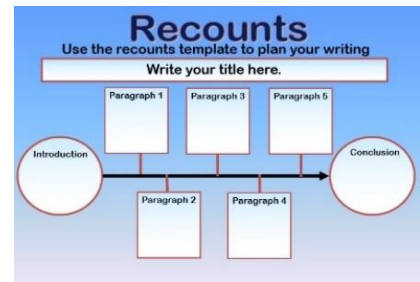 Recounts
Use the recounts template to plan your writing
Write your title here.
Paragraph 1
Paragraph 3
Paragraph 5
Introduction
Conclusion
Paragraph 2
Paragraph 4